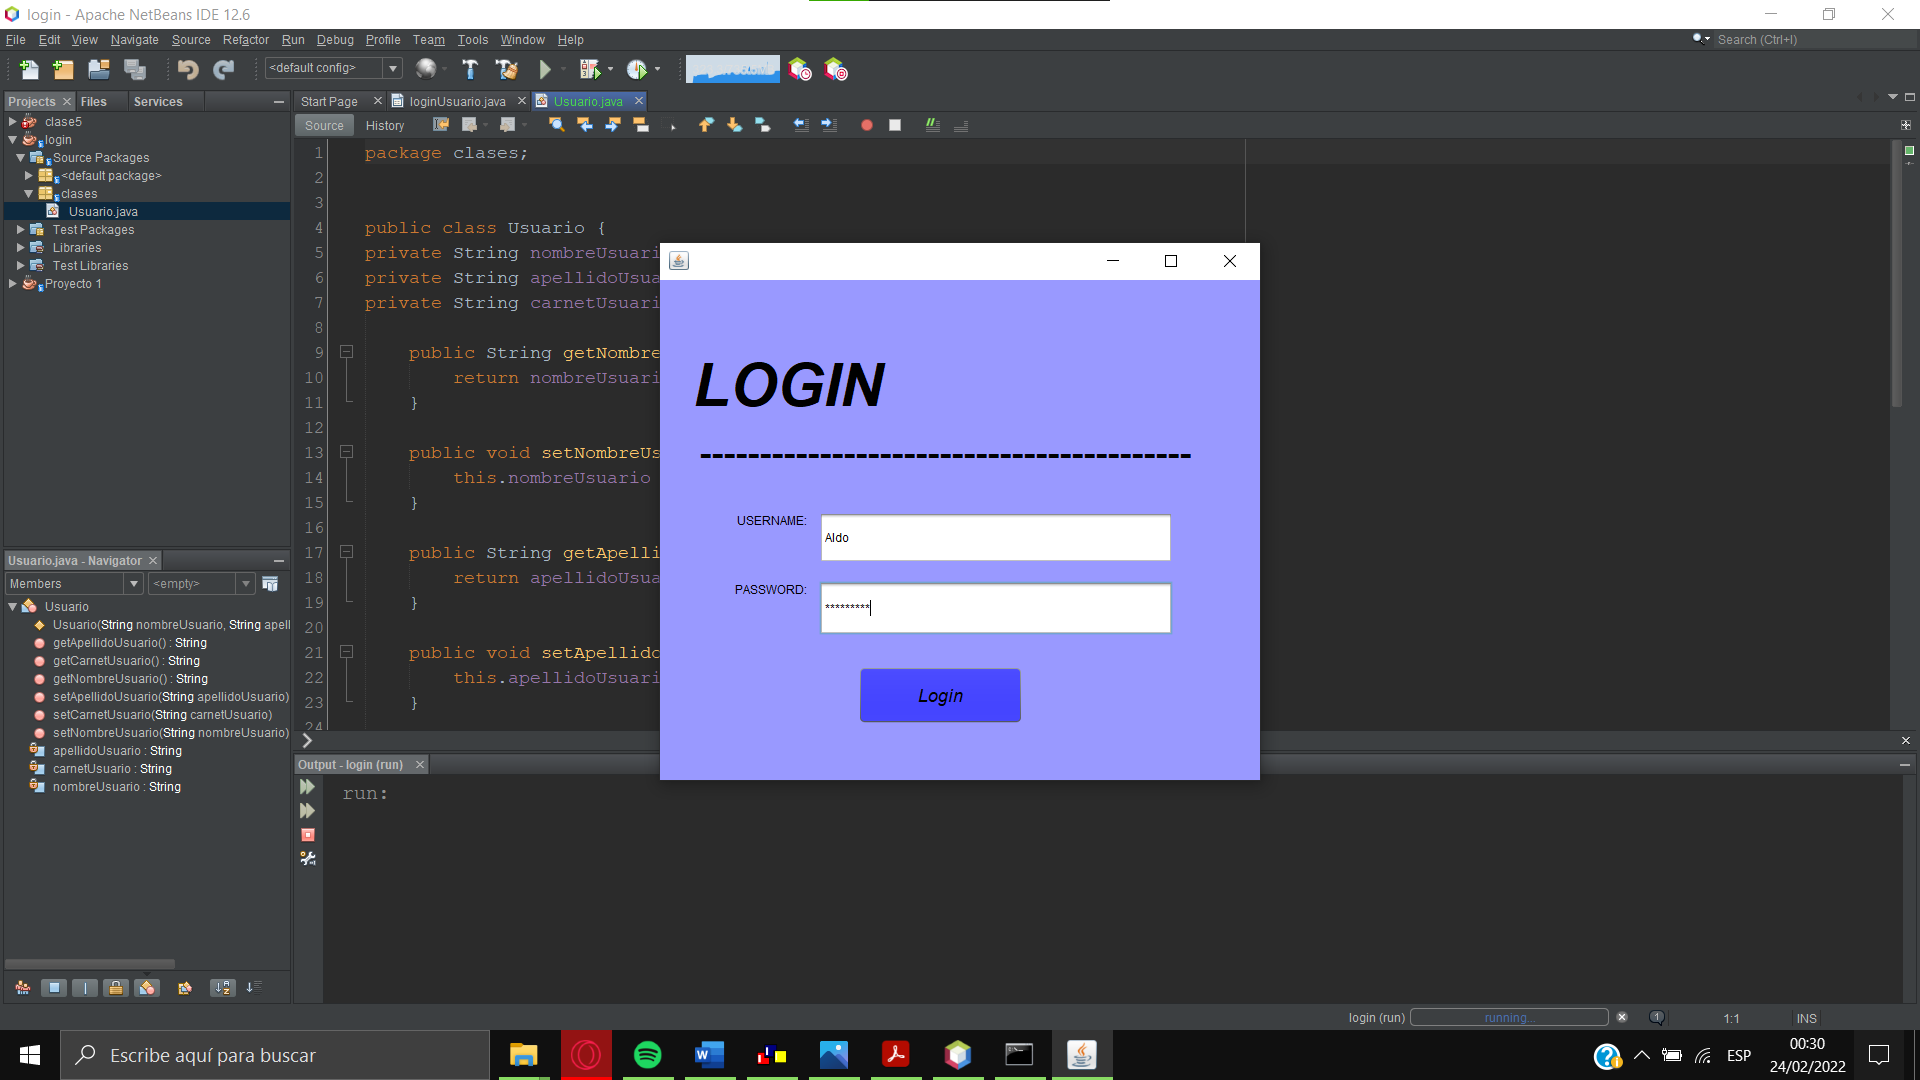 login - Apache NetBeans IDE 12.6
File Edit View Navigate Source Refactor Run Debug Profile Team Tools Window Help
Search (Ctrl+I)
<default config>
Projects Files Services
Start Page loginUsuario.java Usuario.java
clase5
login
Source Packages
<default package>
clases
Usuario.java
Test Packages
Libraries
Test Libraries
Proyecto 1
Source History
1 package clases;
2
3
4 public class Usuario {
5 private String nombreUsuari
6 private String apellidoUsua
7 private String carnetUsuari
8
9 public String getNombre
10 return nombreUsuari
11 }
12
13 public void setNombreUs
14 this.nombreUsuario
15 }
16
17 public String getApelli
18 return apellidoUsua
19 }
20
21 public void setApellido
22 this.apellidoUsuari
23 }
24
LOGIN
-----------------------------------------
USERNAME:
Aldo
PASSWORD:
*********
Login
Usuario.java - Navigator
Members <empty>
Usuario
Usuario(String nombreUsuario, String apell
getApellidoUsuario() : String
getCarnetUsuario() : String
getNombreUsuario() : String
setApellidoUsuario(String apellidoUsuario)
setCarnetUsuario(String carnetUsuario)
setNombreUsuario(String nombreUsuario)
apellidoUsuario : String
carnetUsuario : String
nombreUsuario : String
Output - login (run)
run:
login (run) running... 1 1:1 INS
Escribe aquí para buscar
ESP
00:30
24/02/2022